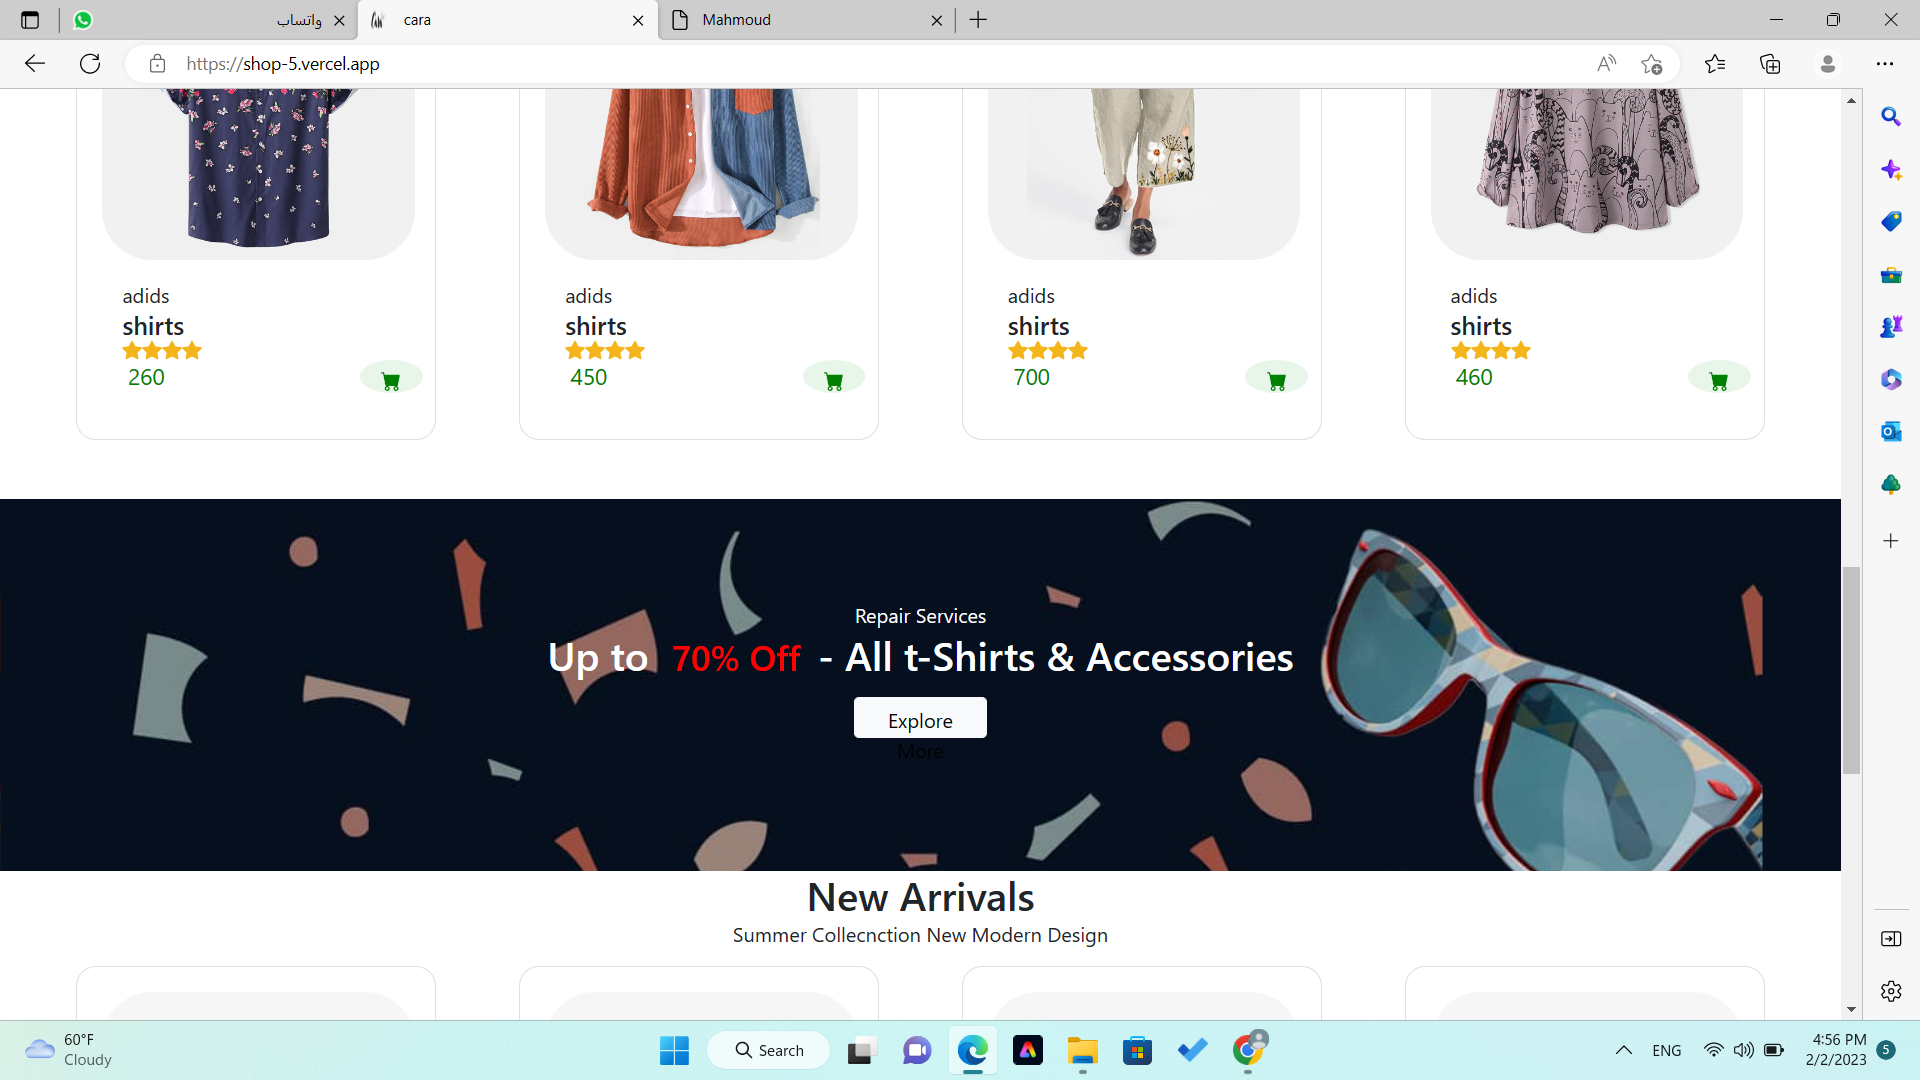 واتساب
cara
Mahmoud
https://shop-5.vercel.app
adids
shirts
260
adids
shirts
450
adids
shirts
700
adids
shirts
460
Repair Services
Up to 70% Off - All t-Shirts & Accessories
Explore
More
New Arrivals
Summer Collecnction New Modern Design
60°F
Cloudy
Search
ENG
4:56 PM
2/2/2023
5